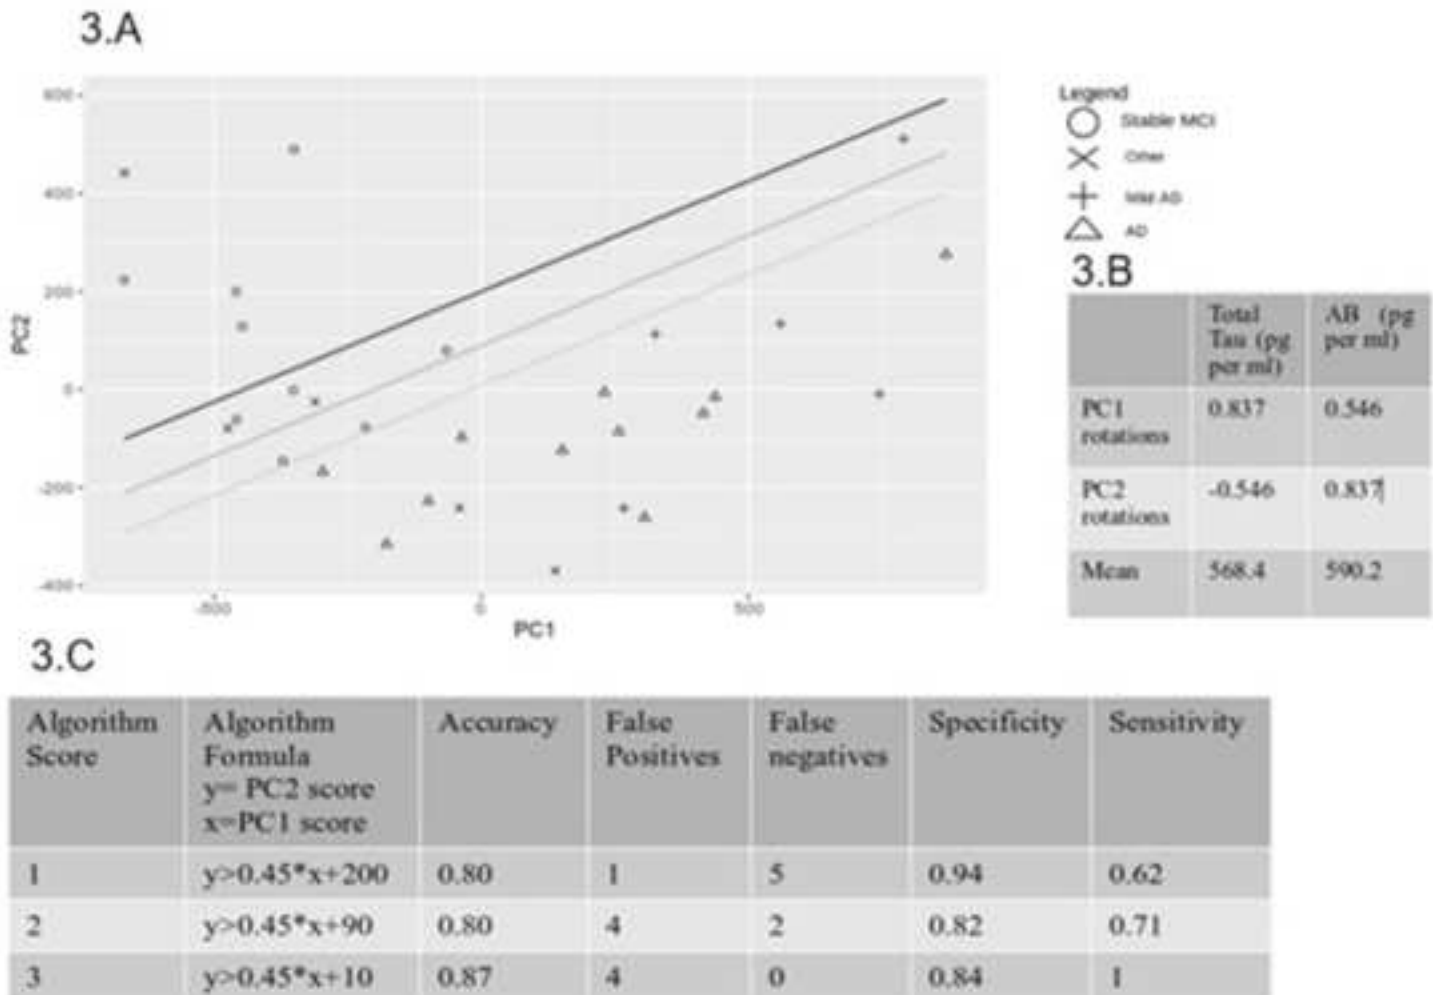 3.A
600
400
200
0
-200
-400
PC2
-500
0
500
PC1
Legend
Stable MCI
Other
Mild AD
AD
3.B
Total Tau (pg per ml)
AB (pg per ml)
PC1 rotations 0.837 0.546
PC2 rotations -0.546 0.837
Mean 568.4 590.2
3.C
Algorithm Score
Algorithm Formula
y= PC2 score
x=PC1 score
Accuracy
False Positives
False negatives
Specificity
Sensitivity
1 y>0.45*x+200 0.80 1 5 0.94 0.62
2 y>0.45*x+90 0.80 4 2 0.82 0.71
3 y>0.45*x+10 0.87 4 0 0.84 1